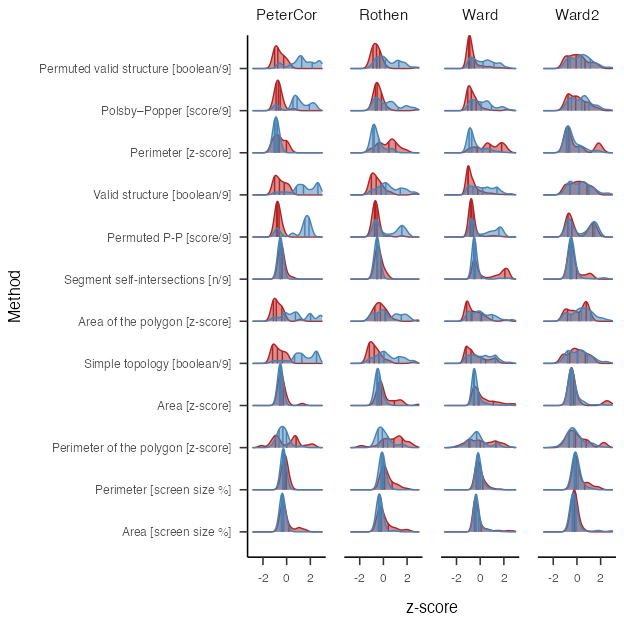 PeterCor Rothen Ward Ward2
Permuted valid structure [boolean/9]
Polsby–Popper [score/9]
Perimeter [z-score]
Valid structure [boolean/9]
Permuted P-P [score/9]
Segment self-intersections [n/9]
Area of the polygon [z-score]
Simple topology [boolean/9]
Area [z-score]
Perimeter of the polygon [z-score]
Perimeter [screen size %]
Area [screen size %]
Method
-2 0 2 -2 0 2 -2 0 2 -2 0 2
z-score